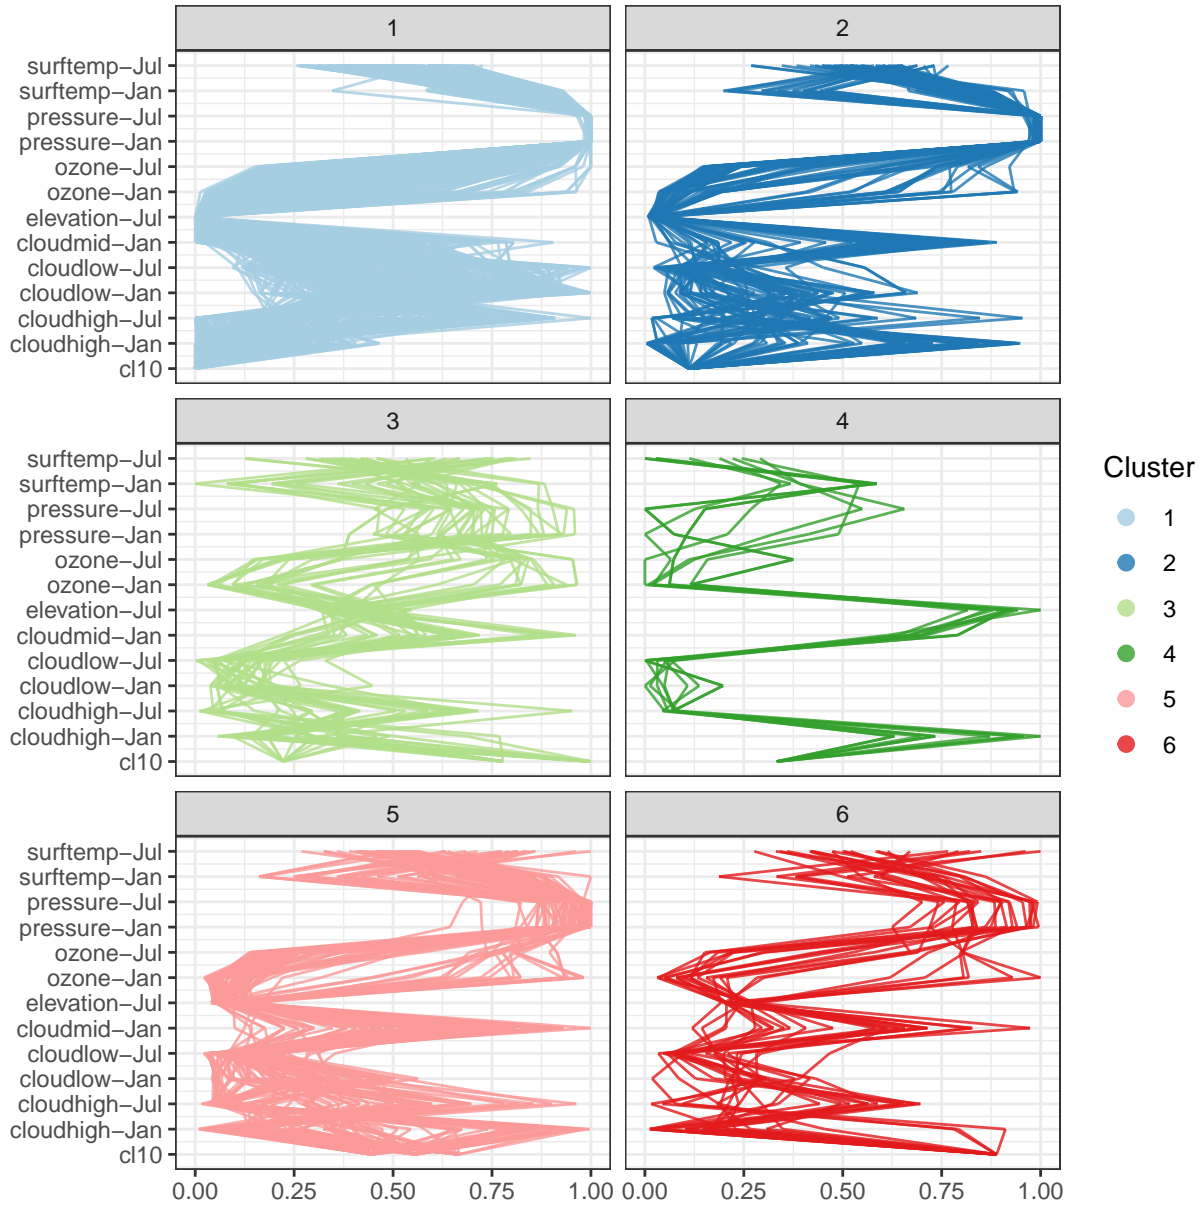 1
2
surftemp−Jul
surftemp−Jan
pressure−Jul
pressure−Jan
ozone−Jul
ozone−Jan
elevation−Jul
cloudmid−Jan
cloudlow−Jul
cloudlow−Jan
cloudhigh−Jul
cloudhigh−Jan
cl10
3
4
surftemp−Jul
surftemp−Jan
pressure−Jul
pressure−Jan
ozone−Jul
ozone−Jan
elevation−Jul
cloudmid−Jan
cloudlow−Jul
cloudlow−Jan
cloudhigh−Jul
cloudhigh−Jan
cl10
5
6
surftemp−Jul
surftemp−Jan
pressure−Jul
pressure−Jan
ozone−Jul
ozone−Jan
elevation−Jul
cloudmid−Jan
cloudlow−Jul
cloudlow−Jan
cloudhigh−Jul
cloudhigh−Jan
cl10
0.00 0.25 0.50 0.75 1.00
0.00 0.25 0.50 0.75 1.00
Cluster
1
2
3
4
5
6